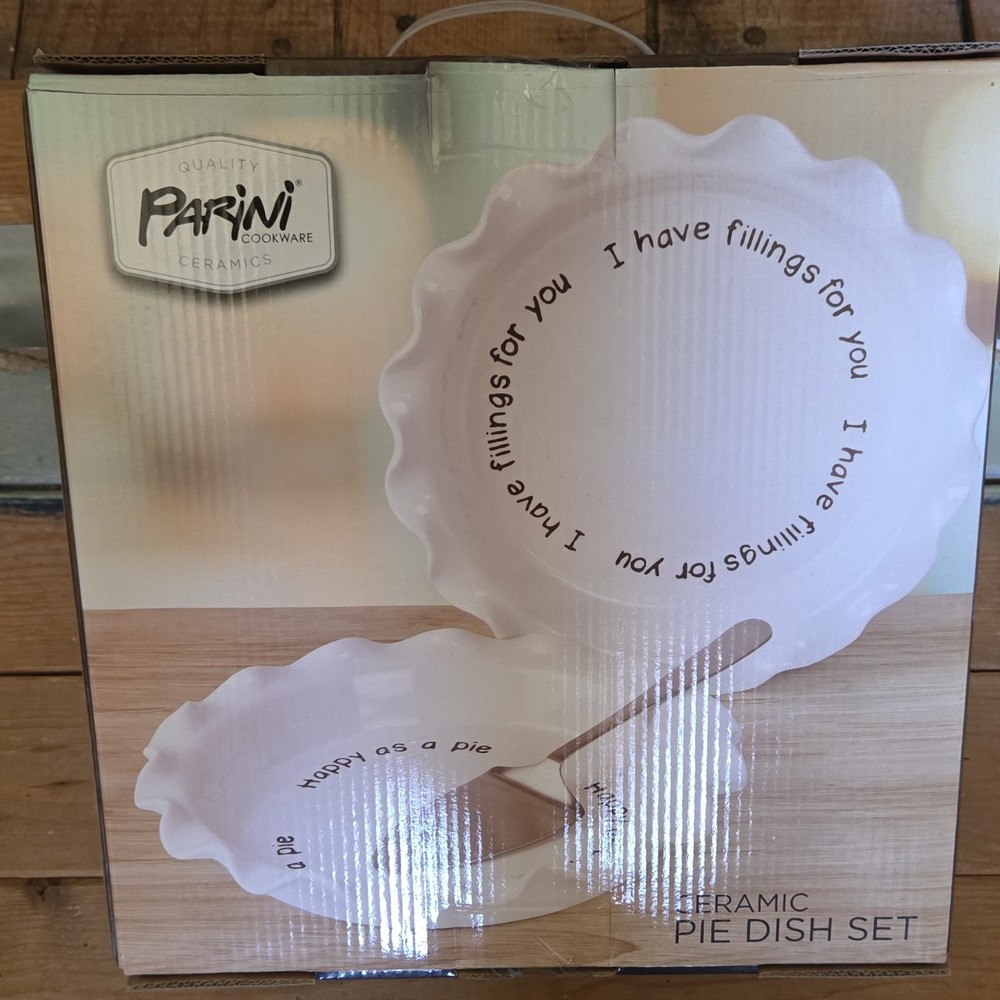 QUALITY
PARINI®
COOKWARE
CERAMICS
I have fillings for you
I have fillings for you
I have fillings for you
Happy as a pie
a pie
CERAMIC
PIE DISH SET